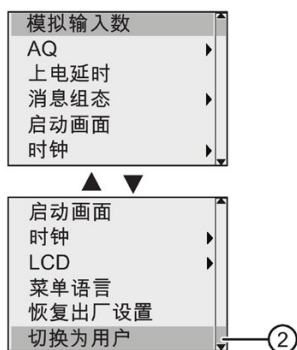 模拟输入数
AQ
上电延时
消息组态
启动画面
时钟
启动画面
时钟
LCD
菜单语言
恢复出厂设置
切换为用户
2